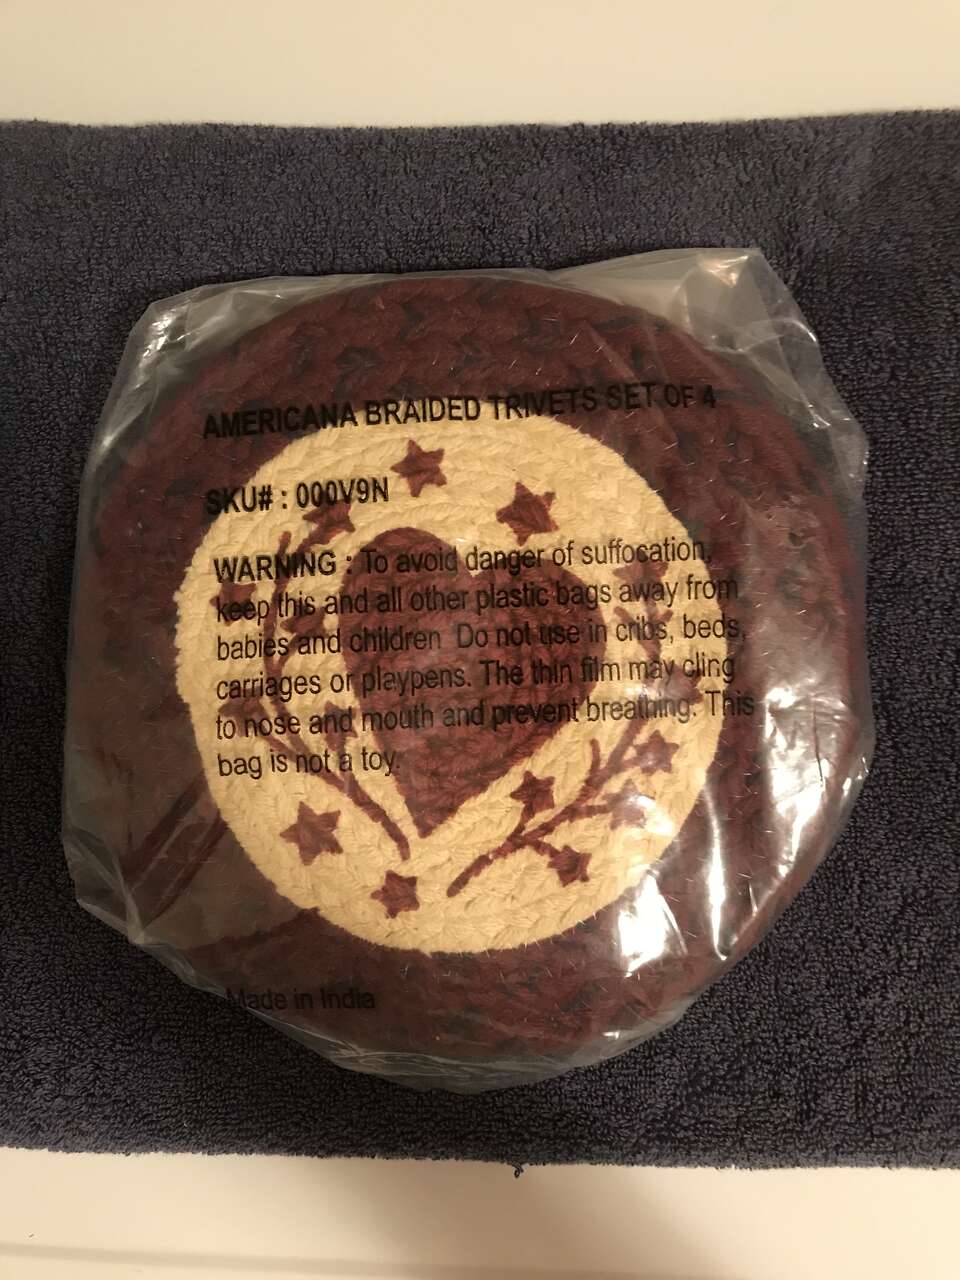 AMERICANA BRAIDED TRIVETS SET OF 4
SKU# : 000V9N
WARNING : To avoid danger of suffocation,
keep this and all other plastic bags away from
babies and children Do not use in cribs, beds,
carriages or playpens. The thin film may cling
to nose and mouth and prevent breathing. This
bag is not a toy.
Made in India